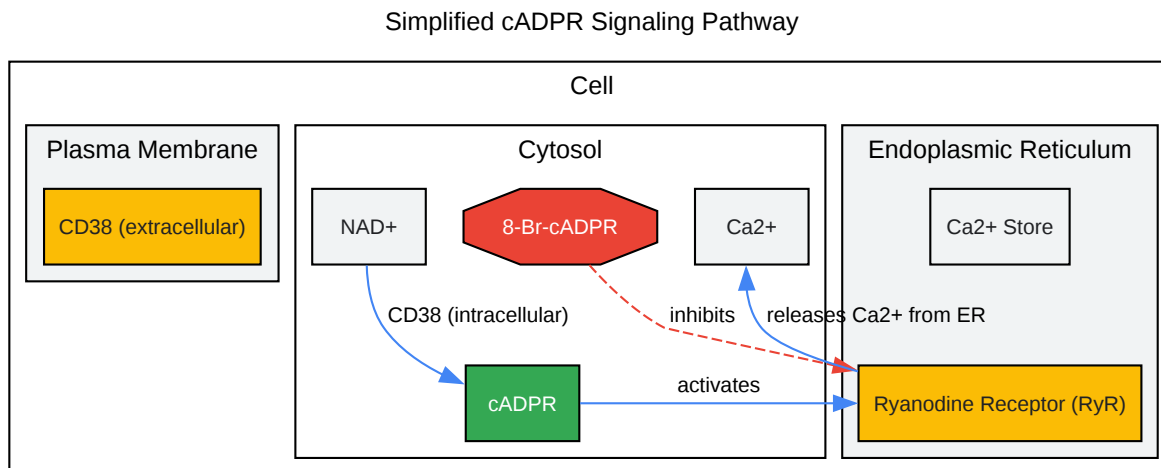 Simplified cADPR Signaling Pathway
Cell
Plasma Membrane
Cytosol
Endoplasmic Reticulum
CD38 (extracellular)
NAD+
8-Br-cADPR
Ca2+
Ca2+ Store
CD38 (intracellular)
inhibits
releases Ca2+ from ER
cADPR
activates
Ryanodine Receptor (RyR)